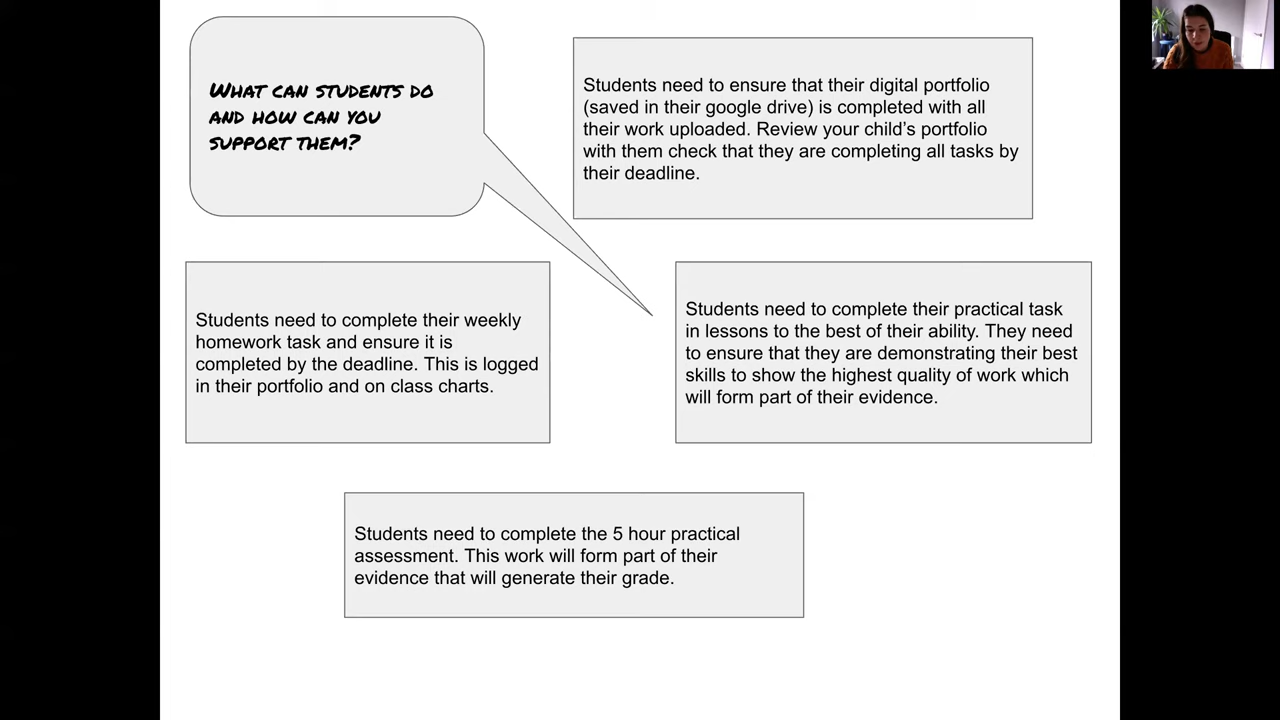 What can students do
and how can you
support them?
Students need to ensure that their digital portfolio
(saved in their google drive) is completed with all
their work uploaded. Review your child's portfolio
with them check that they are completing all tasks by
their deadline.
Students need to complete their weekly
homework task and ensure it is
completed by the deadline. This is logged
in their portfolio and on class charts.
Students need to complete their practical task
in lessons to the best of their ability. They need
to ensure that they are demonstrating their best
skills to show the highest quality of work which
will form part of their evidence.
Students need to complete the 5 hour practical
assessment. This work will form part of their
evidence that will generate their grade.